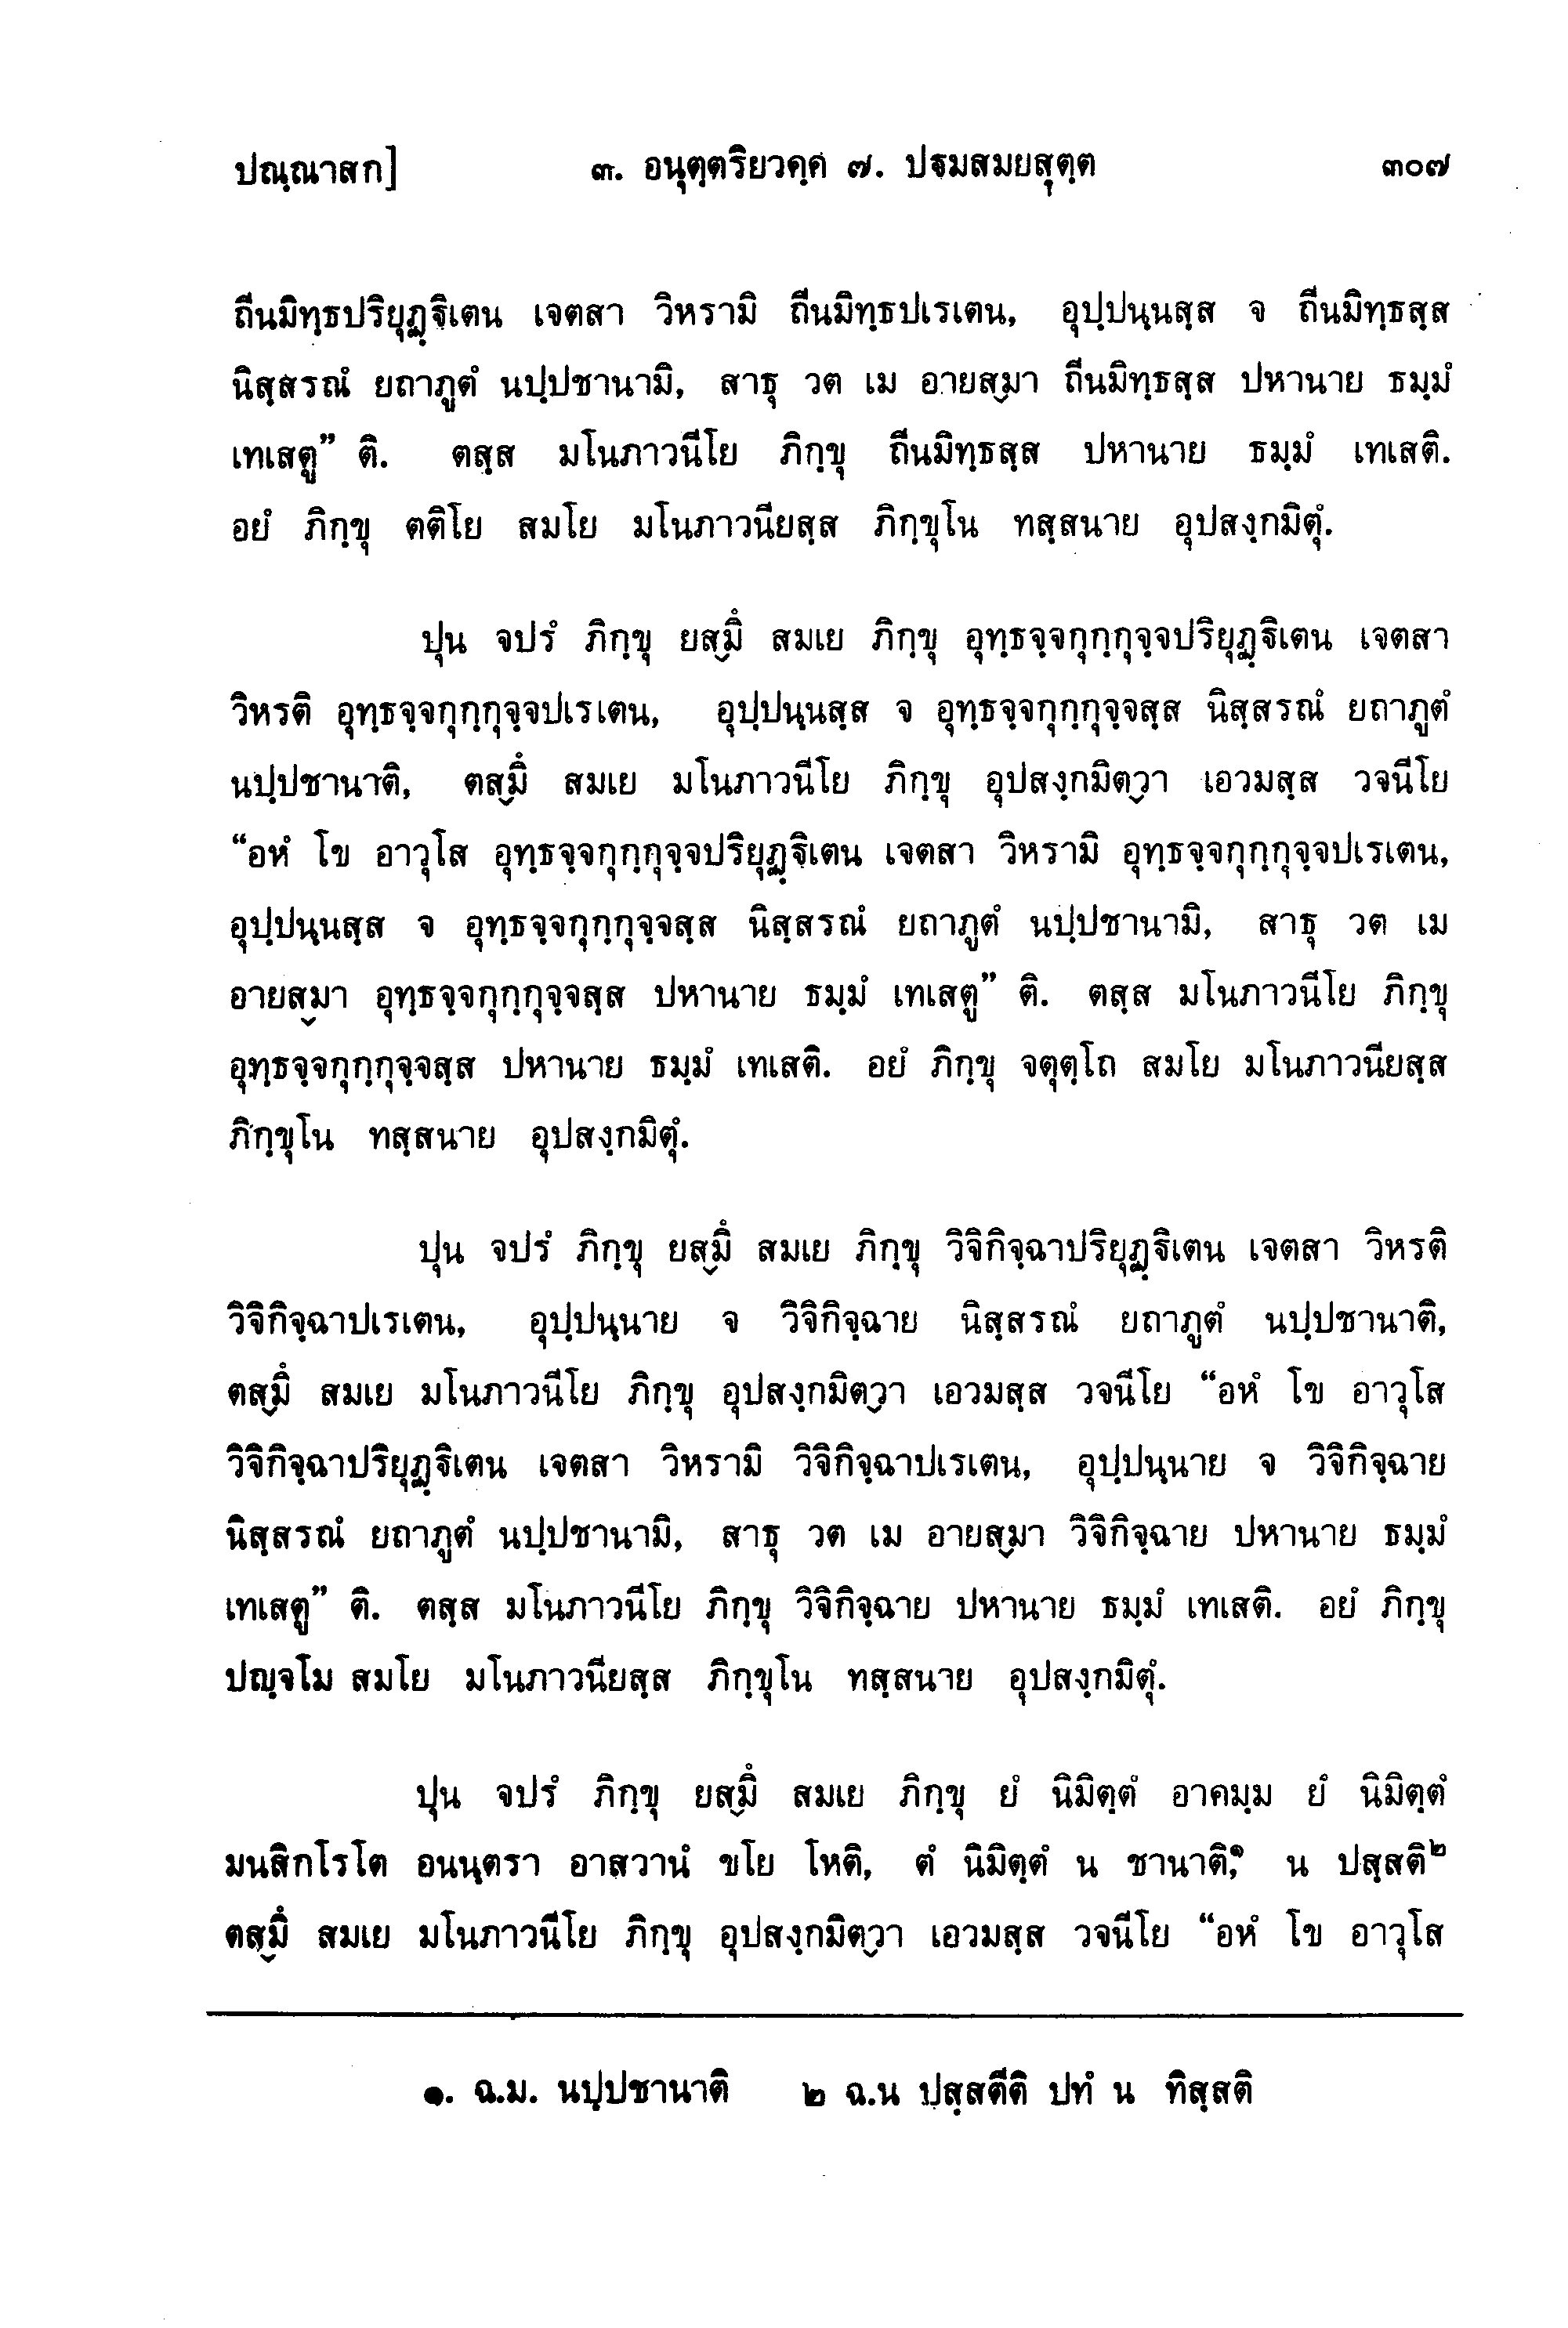 ปณฺณาสก] ๓. อนุตฺตริยวคฺค ๗. ปฐมสมยสุตฺต ๓๐๗
ถีนมิทฺธปริยุฏฺฐิเตน เจตสา วิหรามิ ถีนมิทฺธปเรเตน, อุปฺปนฺนสฺส จ ถีนมิทฺธสฺส
นิสฺสรณํ ยถาภูตํ นปฺปชานามิ, สาธุ วต เม อายสฺมา ถีนมิทฺธสฺส ปหานาย ธมฺมํ
เทเสตู” ติ. ตสฺส มโนภาวนีโย ภิกฺขุ ถีนมิทฺธสฺส ปหานาย ธมฺมํ เทเสติ.
อยํ ภิกฺขุ ตติโย สมโย มโนภาวนียสฺส ภิกฺขุโน ทสฺสนาย อุปสงฺกมิตุํ.
ปุน จปรํ ภิกฺขุ ยสฺมึ สมเย ภิกฺขุ อุทฺธจฺจกุกฺกุจฺจปริยุฏฺฐิเตน เจตสา
วิหรติ อุทฺธจฺจกุกฺกุจฺจปเรเตน, อุปฺปนฺนสฺส จ อุทฺธจฺจกุกฺกุจฺจสฺส นิสฺสรณํ ยถาภูตํ
นปฺปชานาติ, ตสฺมึ สมเย มโนภาวนีโย ภิกฺขุ อุปสงฺกมิตฺวา เอวมสฺส วจนีโย
“อหํ โข อาวุโส อุทฺธจฺจกุกฺกุจฺจปริยุฏฺฐิเตน เจตสา วิหรามิ อุทฺธจฺจกุกฺกุจฺจปเรเตน,
อุปฺปนฺนสฺส จ อุทฺธจฺจกุกฺกุจฺจสฺส นิสฺสรณํ ยถาภูตํ นปฺปชานามิ, สาธุ วต เม
อายสฺมา อุทฺธจฺจกุกฺกุจฺจสฺส ปหานาย ธมฺมํ เทเสตู” ติ. ตสฺส มโนภาวนีโย ภิกฺขุ
อุทฺธจฺจกุกฺกุจฺจสฺส ปหานาย ธมฺมํ เทเสติ. อยํ ภิกฺขุ จตุตฺโถ สมโย มโนภาวนียสฺส
ภิกฺขุโน ทสฺสนาย อุปสงฺกมิตุํ.
ปุน จปรํ ภิกฺขุ ยสฺมึ สมเย ภิกฺขุ วิจิกิจฺฉาปริยุฏฺฐิเตน เจตสา วิหรติ
วิจิกิจฺฉาปเรเตน, อุปฺปนฺนาย จ วิจิกิจฺฉาย นิสฺสรณํ ยถาภูตํ นปฺปชานาติ,
ตสฺมึ สมเย มโนภาวนีโย ภิกฺขุ อุปสงฺกมิตฺวา เอวมสฺส วจนีโย “อหํ โข อาวุโส
วิจิกิจฺฉาปริยุฏฺฐิเตน เจตสา วิหรามิ วิจิกิจฺฉาปเรเตน, อุปฺปนฺนาย จ วิจิกิจฺฉาย
นิสฺสรณํ ยถาภูตํ นปฺปชานามิ, สาธุ วต เม อายสฺมา วิจิกิจฺฉาย ปหานาย ธมฺมํ
เทเสตู” ติ. ตสฺส มโนภาวนีโย ภิกฺขุ วิจิกิจฺฉาย ปหานาย ธมฺมํ เทเสติ. อยํ ภิกฺขุ
ปญฺจโม สมโย มโนภาวนียสฺส ภิกฺขุโน ทสฺสนาย อุปสงฺกมิตุํ.
ปุน จปรํ ภิกฺขุ ยสฺมึ สมเย ภิกฺขุ ยํ นิมิตฺตํ อาคมฺม ยํ นิมิตฺตํ
มนสิกโรโต อนนฺตรา อาสวานํ ขโย โหติ, ตํ นิมิตฺตํ น ชานาติ,๑ น ปสฺสติ๒
ตสฺมึ สมเย มโนภาวนีโย ภิกฺขุ อุปสงฺกมิตฺวา เอวมสฺส วจนีโย “อหํ โข อาวุโส
๑. ฉ.ม. นปฺปชานาติ ๒ ฉ.น ปสฺสตีติ ปทํ น ทิสฺสติ